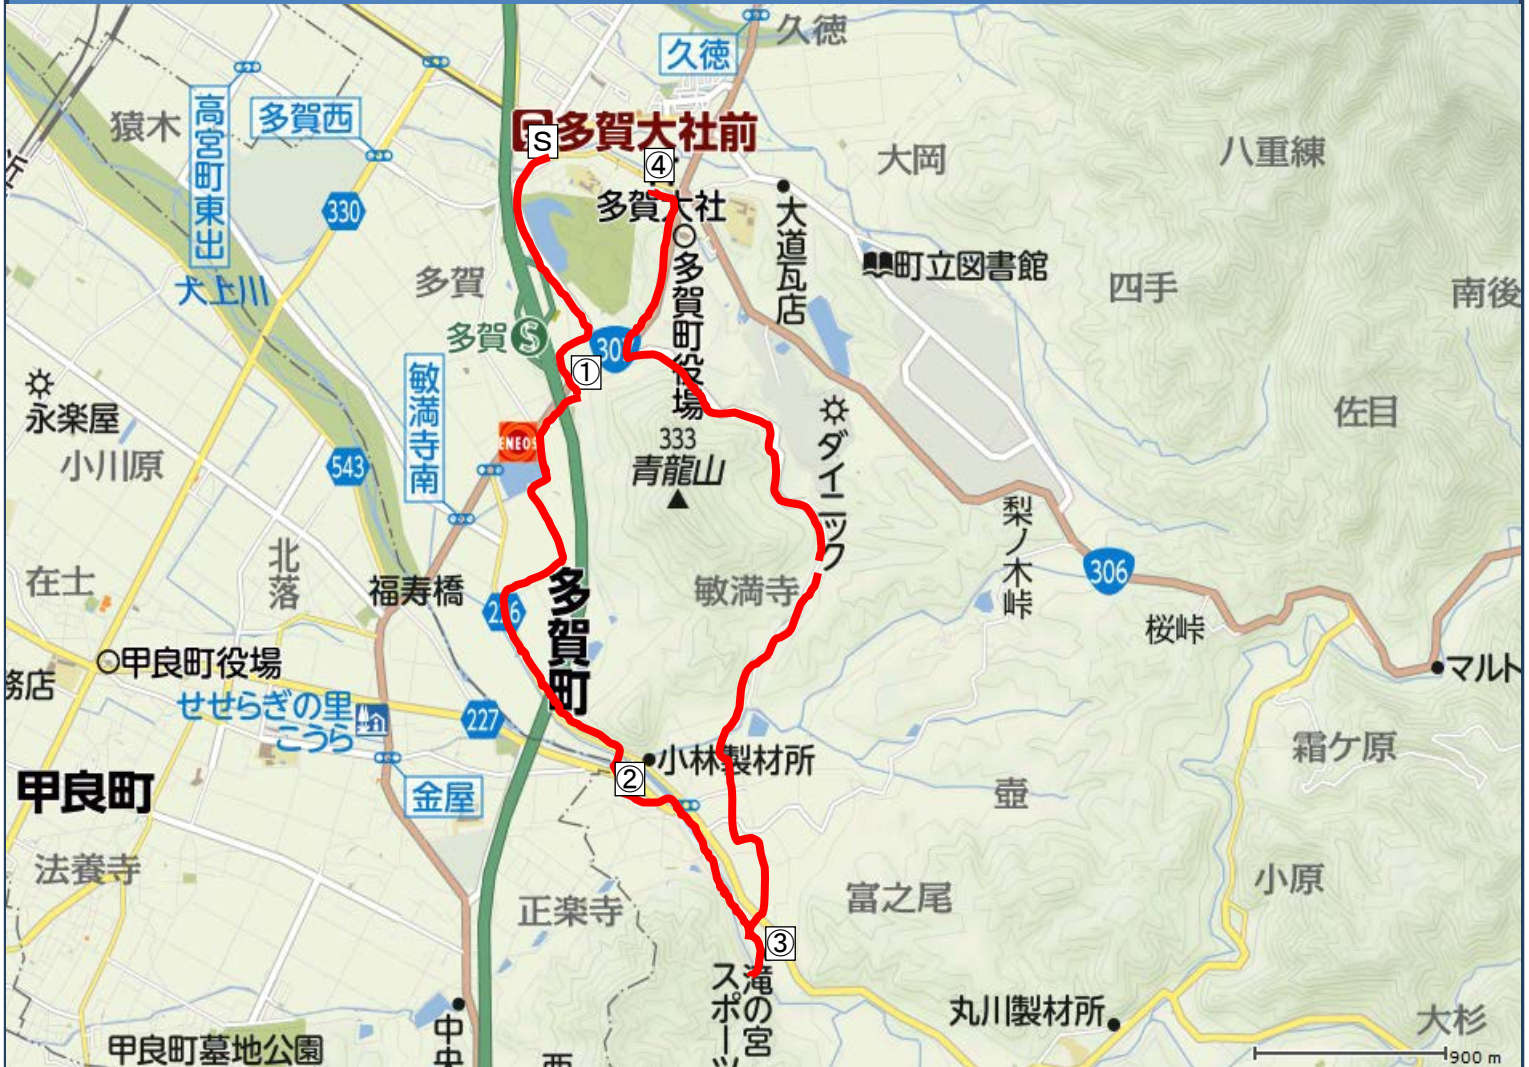 久徳
久徳
高宮町東出
多賀西
猿木
多賀大社前
S
④
多賀大社
大岡
八重練
330
大道瓦店
町立図書館
多賀
犬上川
四手
南後
多賀
S
多賀町役場
①
敏満寺南
永楽屋
小川原
ENEOS
543
333
青龍山
ダイニック
佐目
梨ノ木峠
306
北落
在士
福寿橋
敏満寺
多賀町
桜峠
甲良町役場
務店
せせらぎの里
こうら
227
マルト
小林製材所
霜ケ原
甲良町
金屋
②
壺
法養寺
正楽寺
富之尾
小原
③
滝の宮
スポーツ
丸川製材所
大杉
中央
甲良町墓地公園
900 m